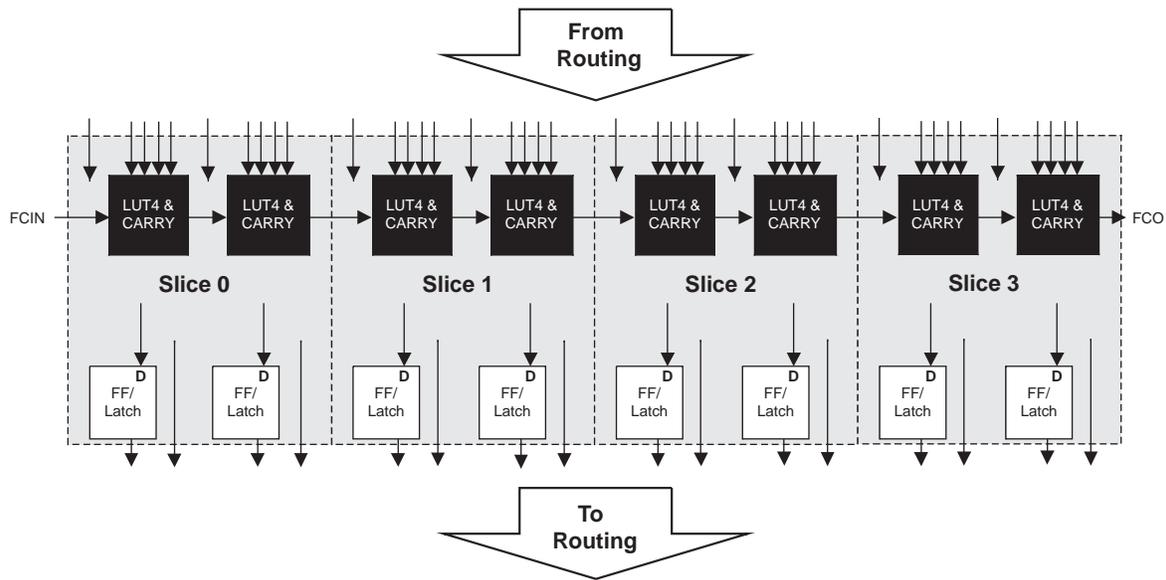 From
Routing
FCIN
LUT4 &
CARRY
LUT4 &
CARRY
LUT4 &
CARRY
LUT4 &
CARRY
LUT4 &
CARRY
LUT4 &
CARRY
LUT4 &
CARRY
LUT4 &
CARRY
FCO
Slice 0
Slice 1
Slice 2
Slice 3
D
FF/
Latch
D
FF/
Latch
D
FF/
Latch
D
FF/
Latch
D
FF/
Latch
D
FF/
Latch
D
FF/
Latch
D
FF/
Latch
To
Routing